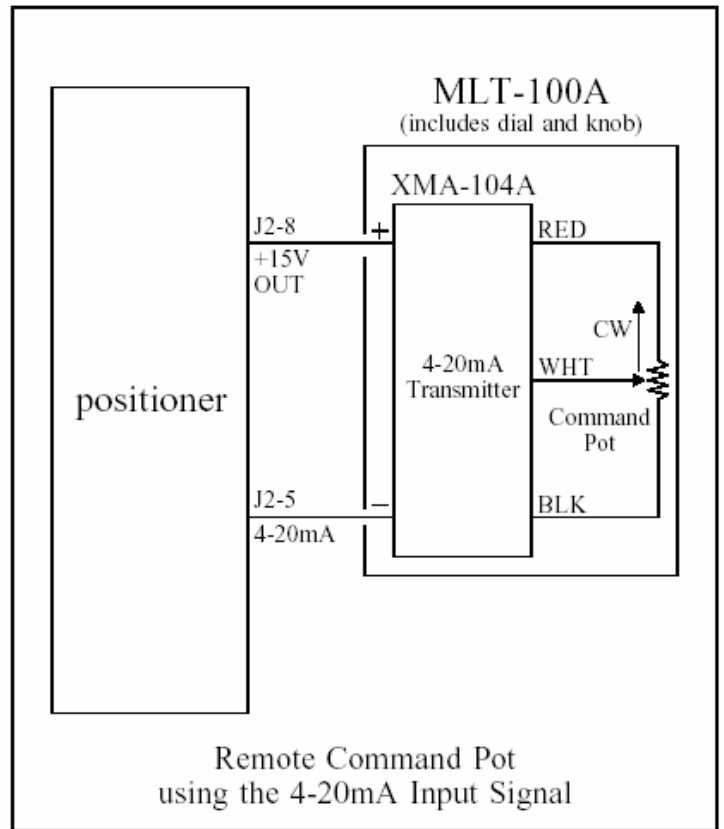 MLT-100A
(includes dial and knob)
XMA-104A
J2-8
+
RED
+15V
OUT
CW
positioner
4-20mA
Transmitter
WHT
Command
Pot
J2-5
−
BLK
4-20mA
Remote Command Pot
using the 4-20mA Input Signal